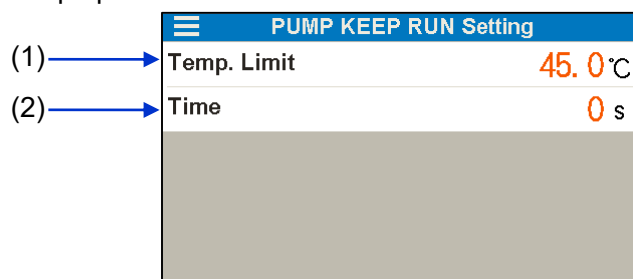 PUMP KEEP RUN Setting
(1) Temp. Limit 45. 0 ℃
(2) Time 0 s